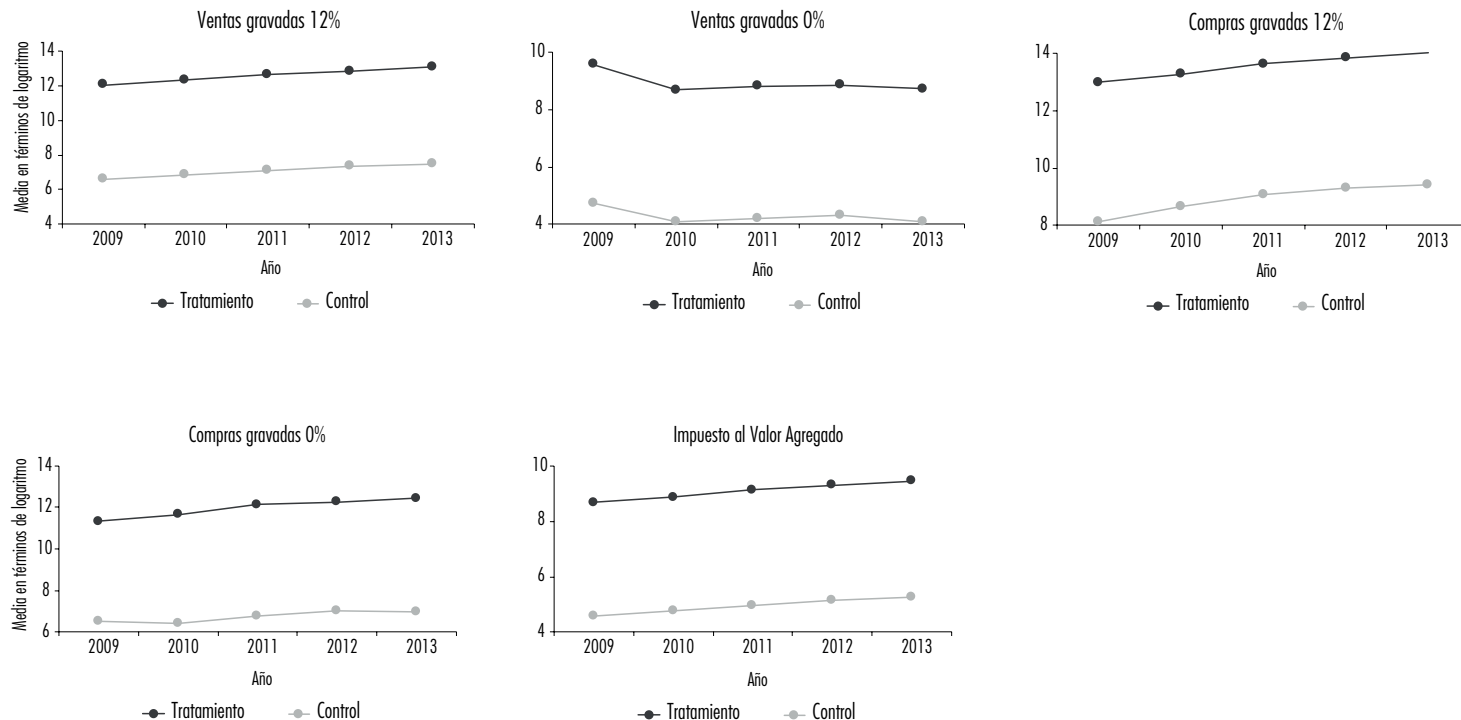 Ventas gravadas 12%
Media en términos de logaritmo
14
12
10
8
6
4
2009 2010 2011 2012 2013
Año
Tratamiento Control
Ventas gravadas 0%
10
8
6
4
2009 2010 2011 2012 2013
Año
Tratamiento Control
Compras gravadas 12%
14
12
10
8
2009 2010 2011 2012 2013
Año
Tratamiento Control
Compras gravadas 0%
Media en términos de logaritmo
14
12
10
8
6
2009 2010 2011 2012 2013
Año
Tratamiento Control
Impuesto al Valor Agregado
10
8
6
4
2009 2010 2011 2012 2013
Año
Tratamiento Control